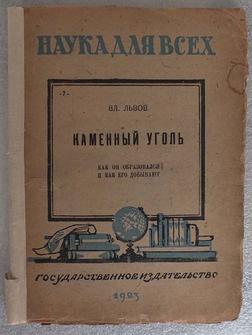 НАУКА ДЛЯ ВСЕХ
-7-
ВЛ. ЛЬВОВ
КАМЕННЫЙ УГОЛЬ
КАК ОН ОБРАЗОВАЛСЯ
И КАК ЕГО ДОБЫВАЮТ
ГОСУДАРСТВЕННОЕ ИЗДАТЕЛЬСТВО
1923